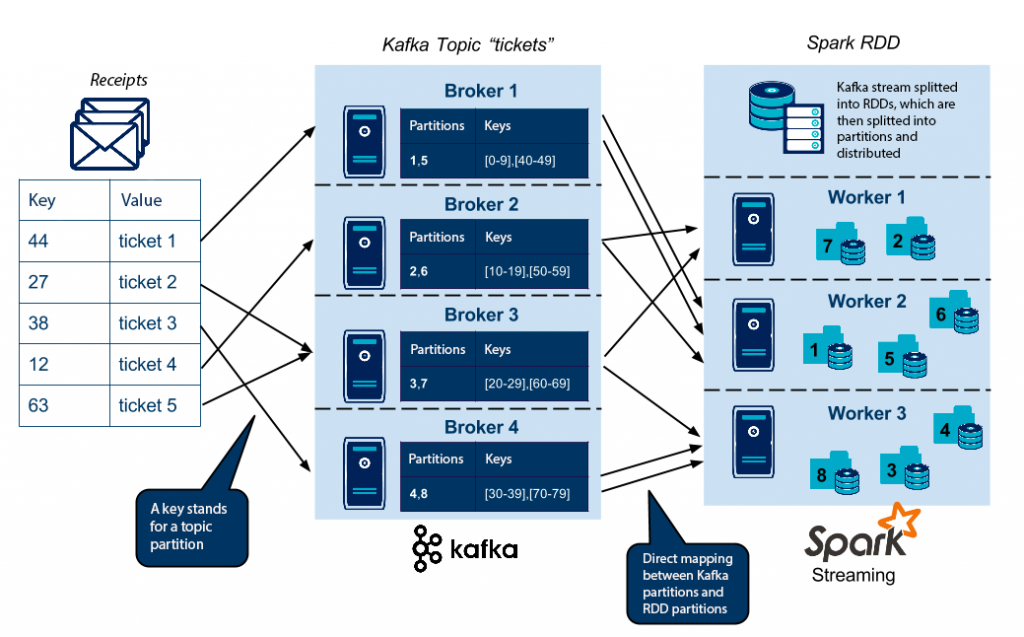 Kafka Topic “tickets”
Spark RDD
Receipts
Key Value
44 ticket 1
27 ticket 2
38 ticket 3
12 ticket 4
63 ticket 5
A key stands
for a topic
partition
Broker 1
Partitions Keys
1,5 [0-9],[40-49]
Broker 2
Partitions Keys
2,6 [10-19],[50-59]
Broker 3
Partitions Keys
3,7 [20-29],[60-69]
Broker 4
Partitions Keys
4,8 [30-39],[70-79]
kafka
Direct mapping
between Kafka
partitions and
RDD partitions
Kafka stream splitted
into RDDs, which are
then splitted into
partitions and
distributed
Worker 1
7 2
Worker 2
6
1 5
Worker 3
4
8 3
Spark
Streaming